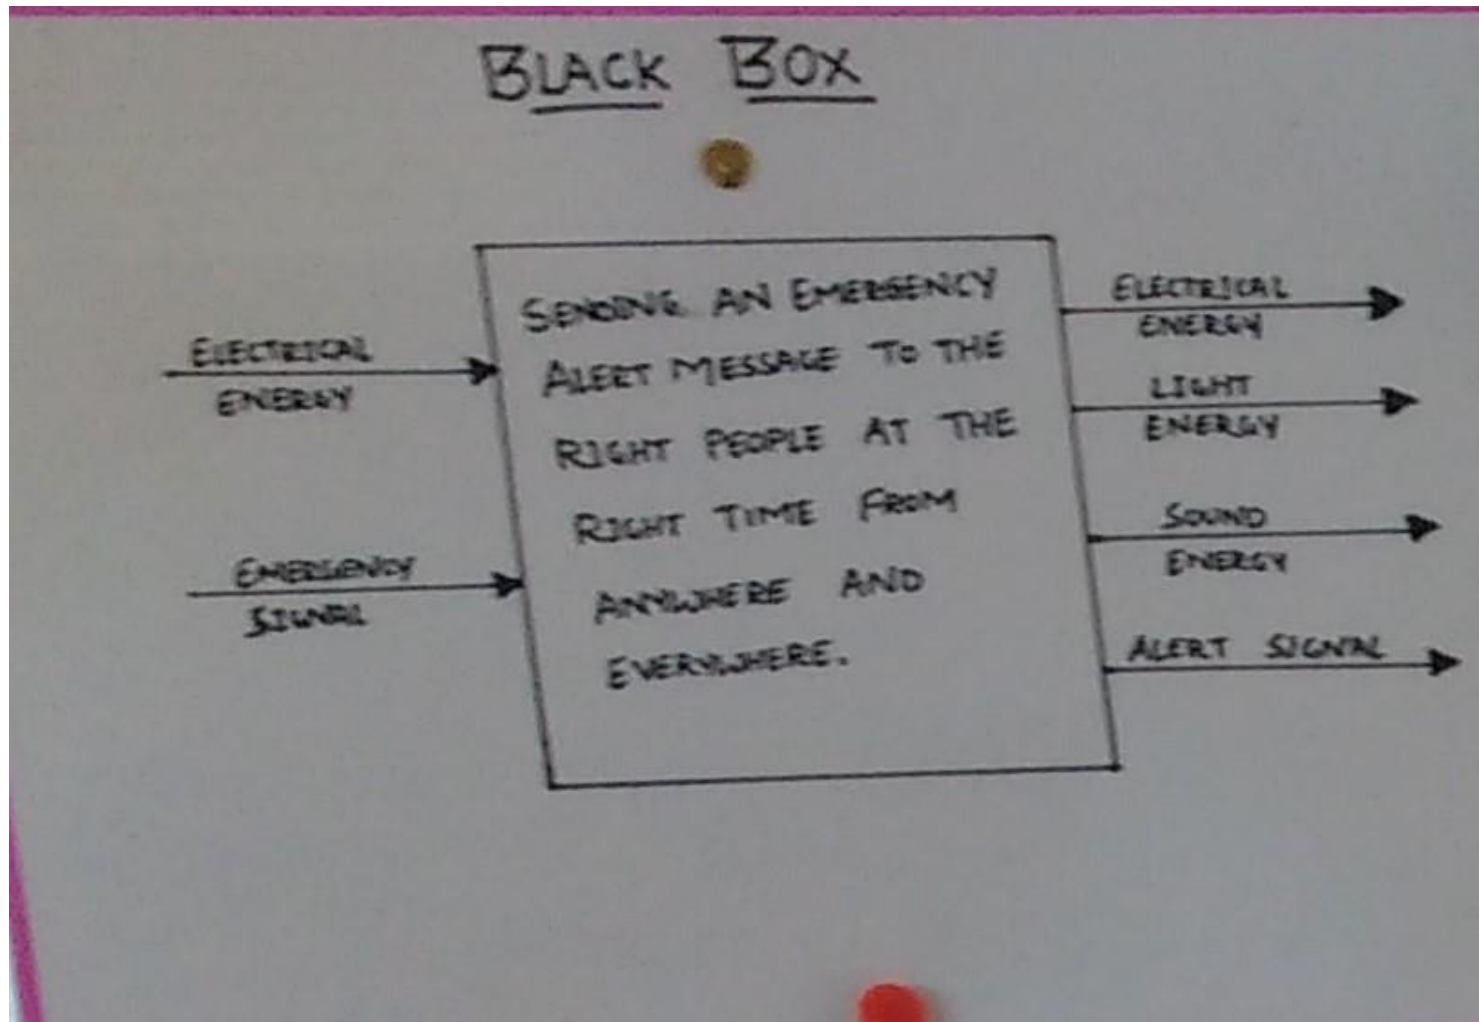 BLACK BOX
ELECTRICAL
ENERGY
EMERGENCY
SIGNAL
SENDING AN EMERGENCY
ALERT MESSAGE TO THE
RIGHT PEOPLE AT THE
RIGHT TIME FROM
ANYWHERE AND
EVERYWHERE.
ELECTRICAL
ENERGY
LIGHT
ENERGY
SOUND
ENERGY
ALERT SIGNAL